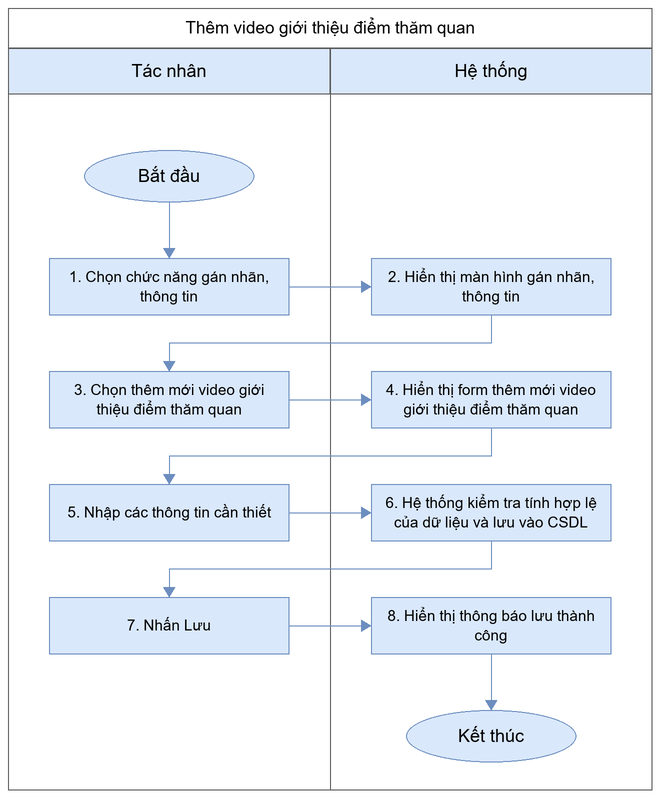 Thêm video giới thiệu điểm thăm quan
Tác nhân
Hệ thống
Bắt đầu
1. Chọn chức năng gán nhãn,
thông tin
2. Hiển thị màn hình gán nhãn,
thông tin
3. Chọn thêm mới video giới
thiệu điểm thăm quan
4. Hiển thị form thêm mới video
giới thiệu điểm thăm quan
5. Nhập các thông tin cần thiết
6. Hệ thống kiểm tra tính hợp lệ
của dữ liệu và lưu vào CSDL
7. Nhấn Lưu
8. Hiển thị thông báo lưu thành
công
Kết thúc